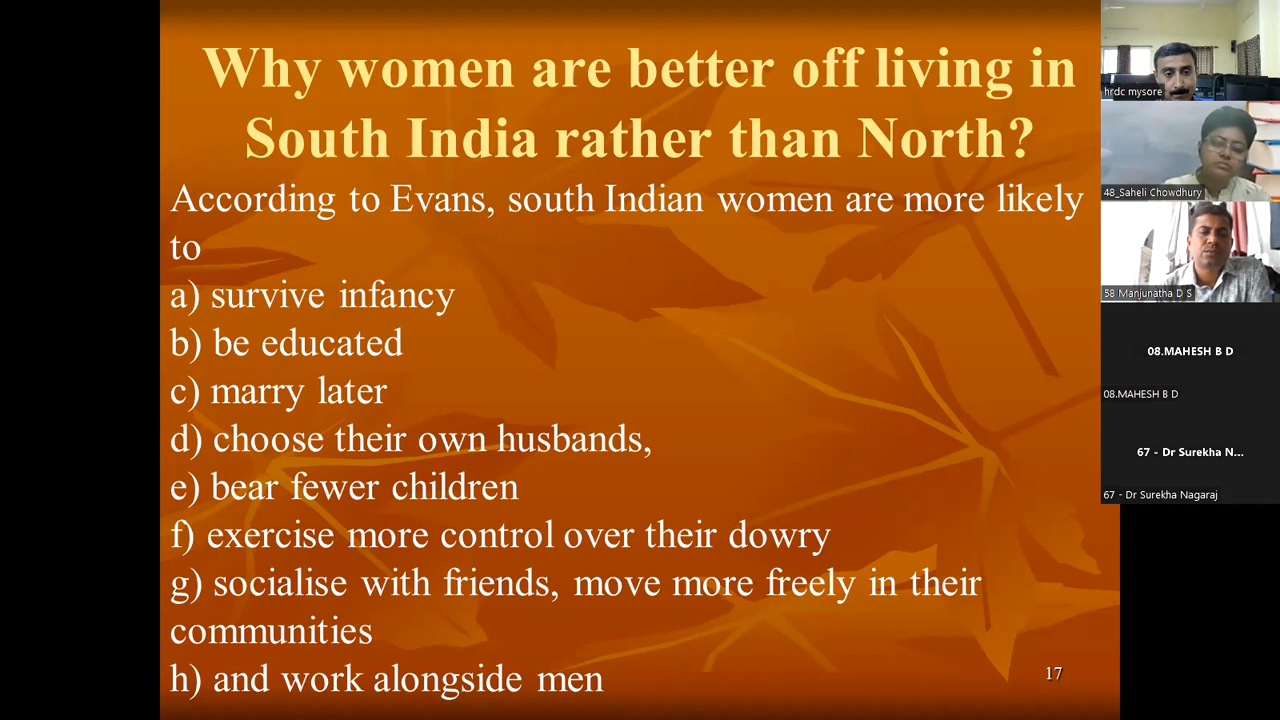 Why women are better off living in
South India rather than North?
According to Evans, south Indian women are more likely
to
a) survive infancy
b) be educated
c) marry later
d) choose their own husbands,
e) bear fewer children
f) exercise more control over their dowry
g) socialise with friends, move more freely in their
communities
h) and work alongside men
17
hrdc mysore
48_Saheli Chowdhury
58 Manjunatha D S
08.MAHESH B D
08.MAHESH B D
67 - Dr Surekha N...
67 - Dr Surekha Nagaraj